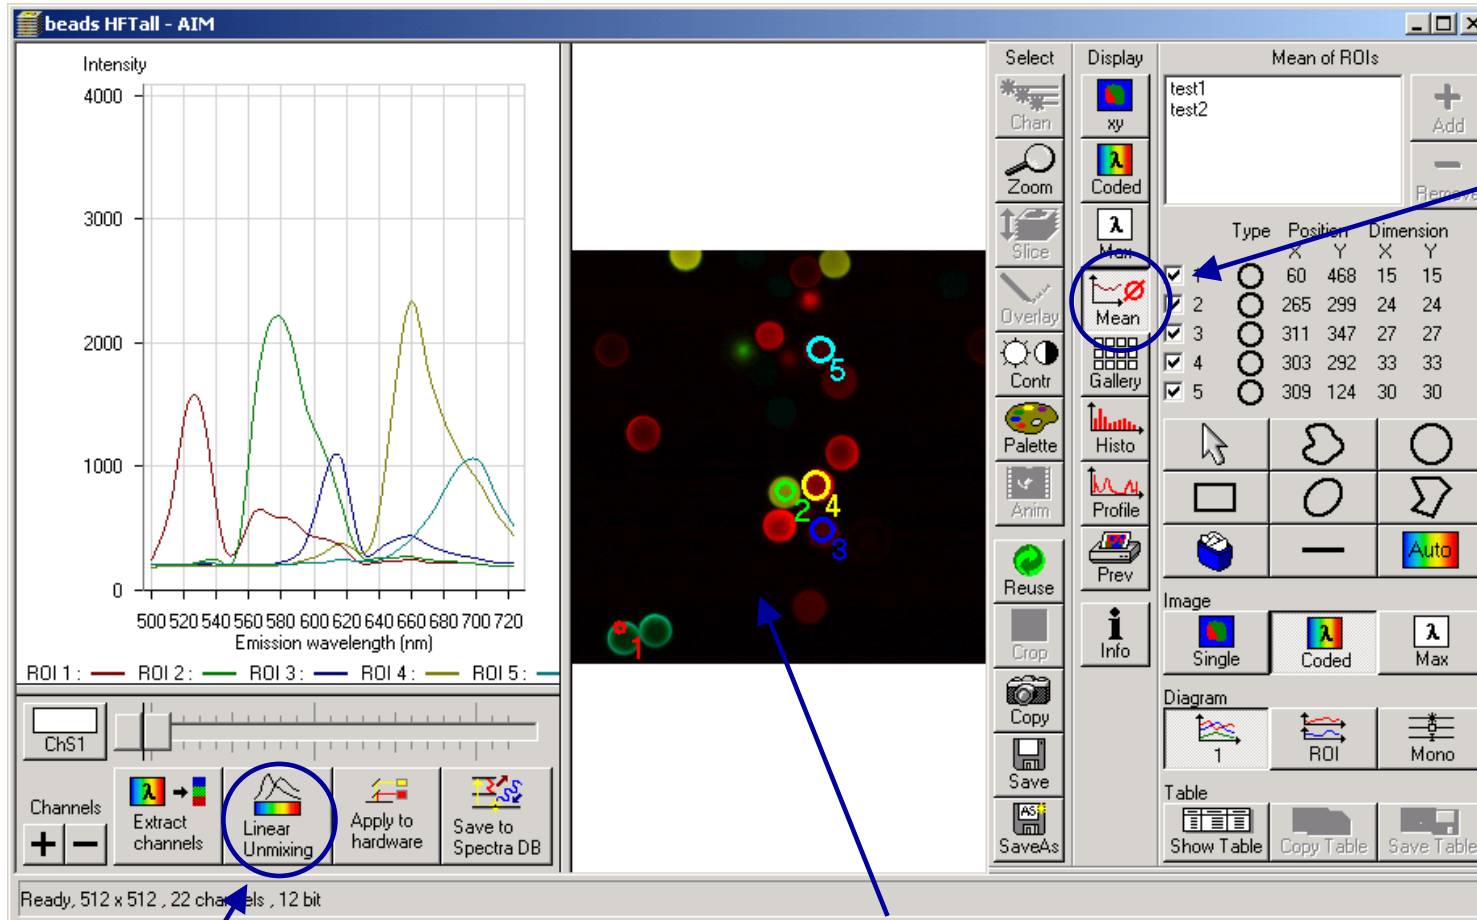 beads HFTall - AIM
Intensity
4000
3000
2000
1000
0
500 520 540 560 580 600 620 640 660 680 700 720
Emission wavelength (nm)
ROI 1 : ROI 2 : ROI 3 : ROI 4 : ROI 5 :
ChS1
Channels
Extract channels
Linear Unmixing
Apply to hardware
Save to Spectra DB
Ready, 512 x 512 , 22 channels , 12 bit
1
2
3
4
5
Select
Chan
Zoom
Slice
Overlay
Contr
Palette
Anim
Reuse
Crop
Copy
Save
AS
SaveAs
Display
xy
λ
Coded
λ
Max
Mean
Gallery
Histo
Profile
Prev
i
Info
Mean of ROIs
test1
test2
Add
Remove
Type Position Dimension
X Y X Y
1 60 468 15 15
2 265 299 24 24
3 311 347 27 27
4 303 292 33 33
5 309 124 30 30
Auto
Image
Single
λ
Coded
λ
Max
Diagram
1
ROI
Mono
Table
Show Table
Copy Table
Save Table